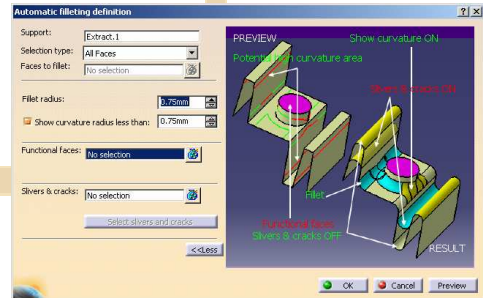 Automatic filleting definition
Support: Extract.1
Selection type: All Faces
Faces to fillet: No selection
Fillet radius: 0.75mm
Show curvature radius less than: 0.75mm
Functional faces: No selection
Slivers & cracks: No selection
Select slivers and cracks
<<Less
PREVIEW
Show curvature ON
Potential high curvature area
Slivers & cracks ON
Fillet
Functional faces
Slivers & cracks OFF
RESULT
OK Cancel Preview